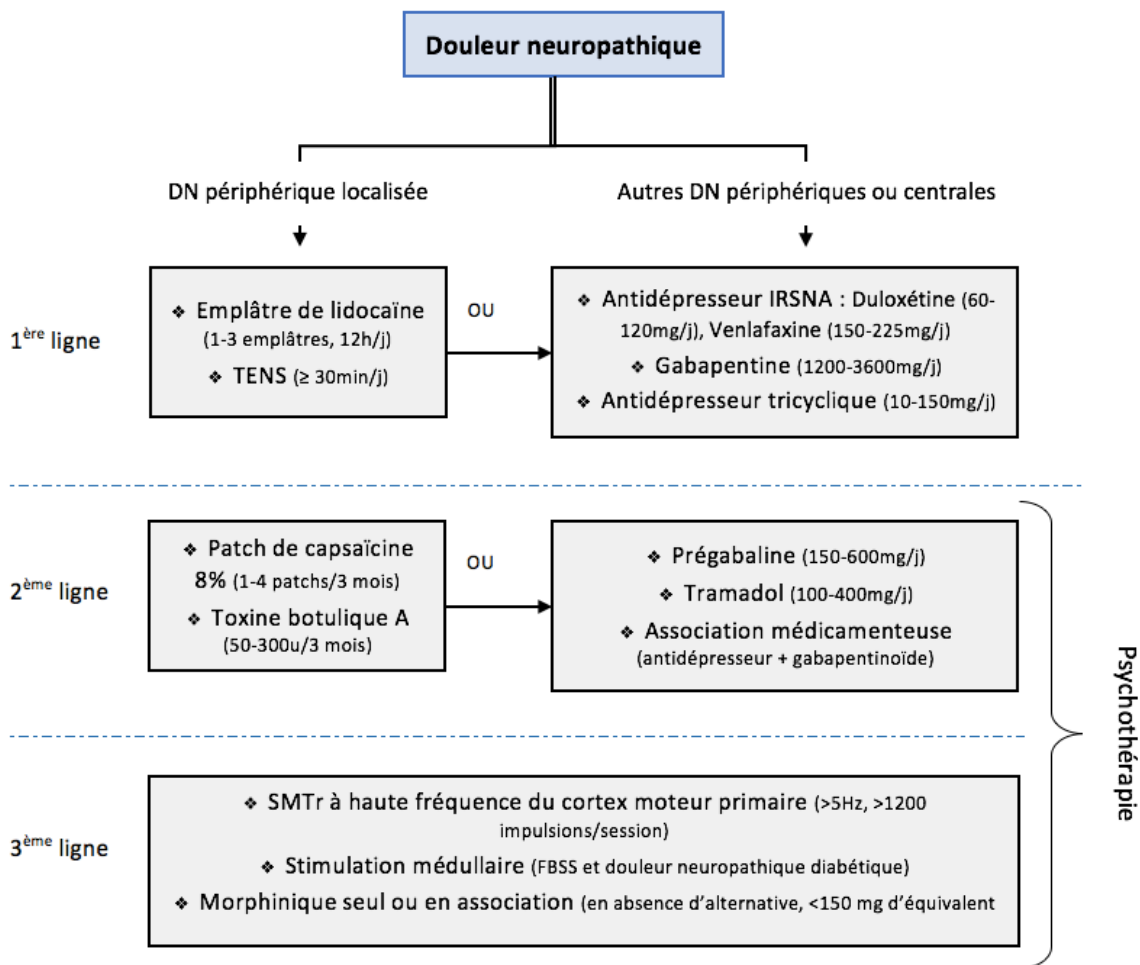 Douleur neuropathique
DN périphérique localisée
Autres DN périphériques ou centrales
1ère ligne
❖ Emplâtre de lidocaïne
(1-3 emplâtres, 12h/j)
❖ TENS (≥ 30min/j)
OU
❖ Antidépresseur IRSNA : Duloxétine (60-
120mg/j), Venlafaxine (150-225mg/j)
❖ Gabapentine (1200-3600mg/j)
❖ Antidépresseur tricyclique (10-150mg/j)
2ème ligne
❖ Patch de capsaïcine
8% (1-4 patchs/3 mois)
❖ Toxine botulique A
(50-300u/3 mois)
OU
❖ Prégabaline (150-600mg/j)
❖ Tramadol (100-400mg/j)
❖ Association médicamenteuse
(antidépresseur + gabapentinoïde)
3ème ligne
❖ SMTr à haute fréquence du cortex moteur primaire (>5Hz, >1200
impulsions/session)
❖ Stimulation médullaire (FBSS et douleur neuropathique diabétique)
❖ Morphinique seul ou en association (en absence d’alternative, <150 mg d’équivalent
Psychothérapie